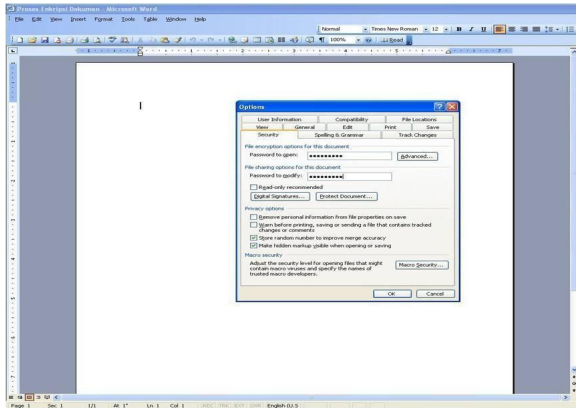 Proses Enkripsi Dokumen - Microsoft Word
File Edit View Insert Format Tools Table Window Help
Normal Times New Roman 12 B I U
100% Read
Options
User Information Compatibility File Locations
View General Edit Print Save
Security Spelling & Grammar Track Changes
File encryption options for this document
Password to open: •••••••••
Advanced...
File sharing options for this document
Password to modify: •••••••••
Read-only recommended
Digital Signatures... Protect Document...
Privacy options
Remove personal information from file properties on save
Warn before printing, saving or sending a file that contains tracked
changes or comments
Store random number to improve merge accuracy
Make hidden markup visible when opening or saving
Macro security
Adjust the security level for opening files that might
contain macro viruses and specify the names of
trusted macro developers.
Macro Security...
OK Cancel
Page 1 Sec 1 1/1 At 1" Ln 1 Col 1 REC TRK EXT OVR English (U.S